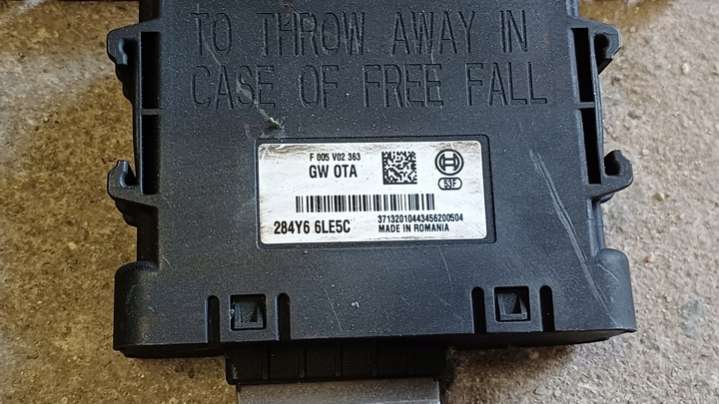 TO THROW AWAY IN
CASE OF FREE FALL
F 005 V02 363
GW OTA
53F
284Y6 6LE5C
37132010443456200504
MADE IN ROMANIA